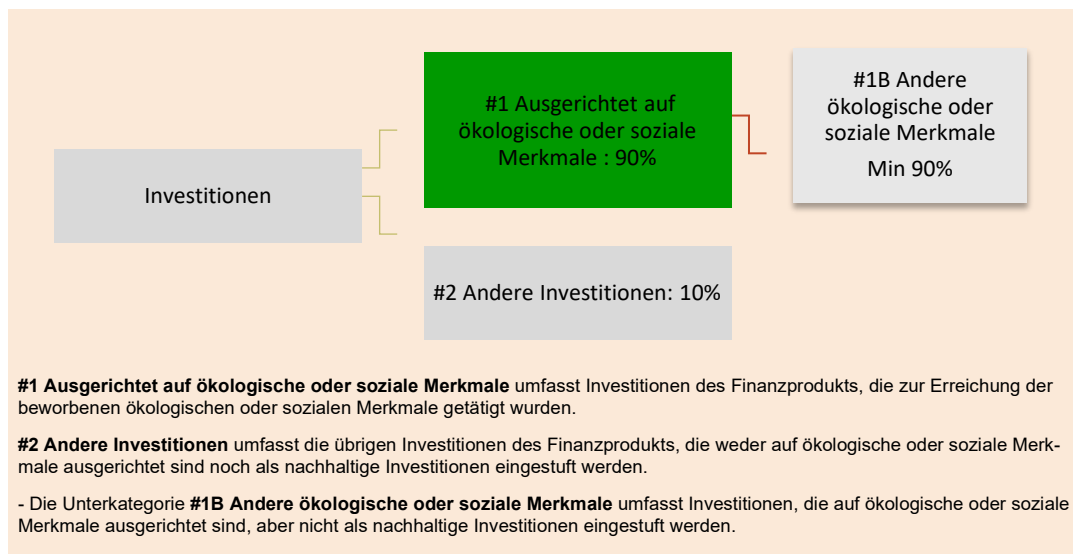 Investitionen
#1 Ausgerichtet auf
ökologische oder soziale
Merkmale : 90%
#1B Andere
ökologische oder
soziale Merkmale
Min 90%
#2 Andere Investitionen: 10%
#1 Ausgerichtet auf ökologische oder soziale Merkmale umfasst Investitionen des Finanzprodukts, die zur Erreichung der
beworbenen ökologischen oder sozialen Merkmale getätigt wurden.
#2 Andere Investitionen umfasst die übrigen Investitionen des Finanzprodukts, die weder auf ökologische oder soziale Merk-
male ausgerichtet sind noch als nachhaltige Investitionen eingestuft werden.
- Die Unterkategorie #1B Andere ökologische oder soziale Merkmale umfasst Investitionen, die auf ökologische oder soziale
Merkmale ausgerichtet sind, aber nicht als nachhaltige Investitionen eingestuft werden.